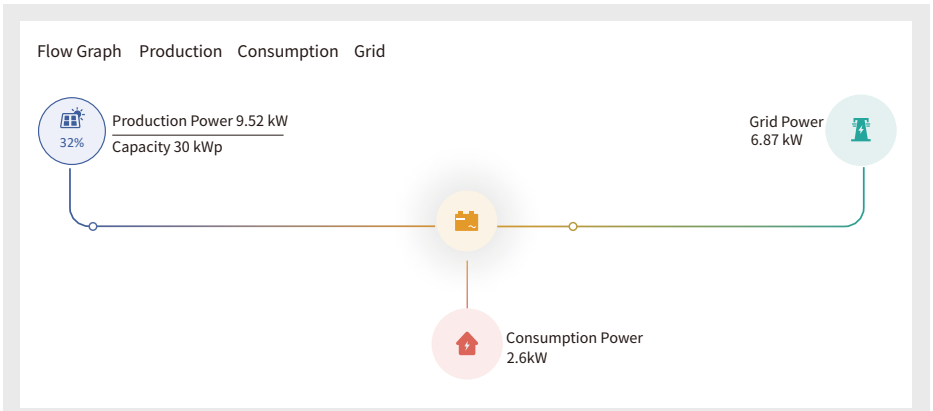 Flow Graph Production Consumption Grid
32%
Production Power 9.52 kW
Capacity 30 kWp
Grid Power
6.87 kW
Consumption Power
2.6kW